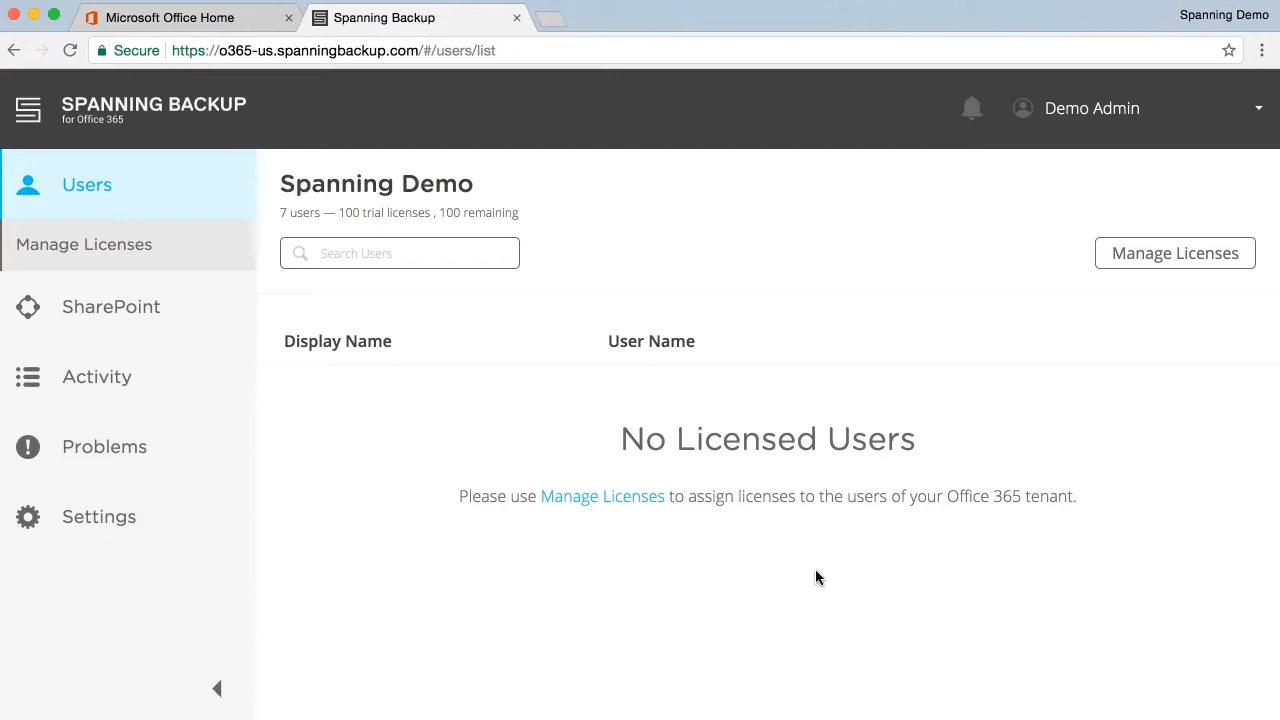 Microsoft Office Home
Spanning Backup
Spanning Demo
Secure
https://o365-us.spanningbackup.com/#/users/list
SPANNING BACKUP
for Office 365
Demo Admin
Users
Manage Licenses
SharePoint
Activity
Problems
Settings
Spanning Demo
7 users — 100 trial licenses , 100 remaining
Search Users
Manage Licenses
Display Name
User Name
No Licensed Users
Please use Manage Licenses to assign licenses to the users of your Office 365 tenant.